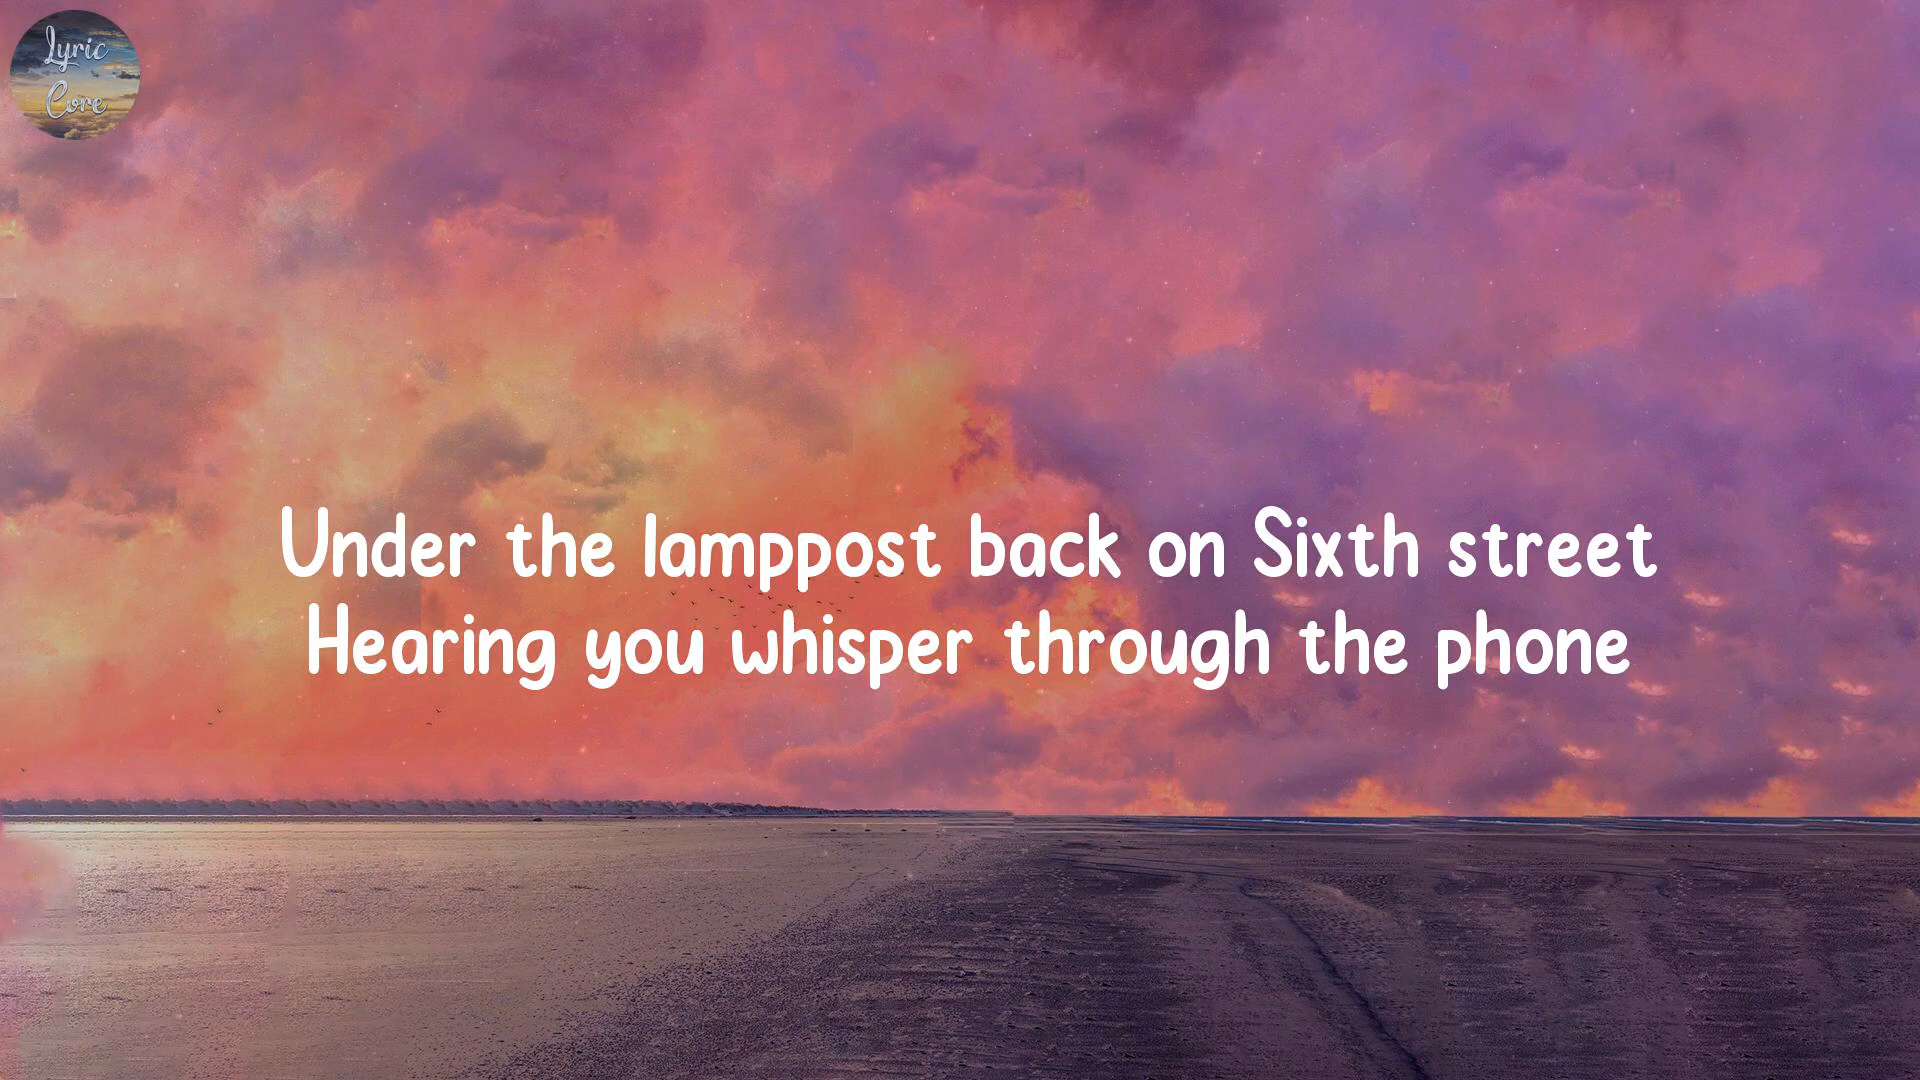 Lyric
Core
Under the lamppost back on Sixth street
Hearing you whisper through the phone